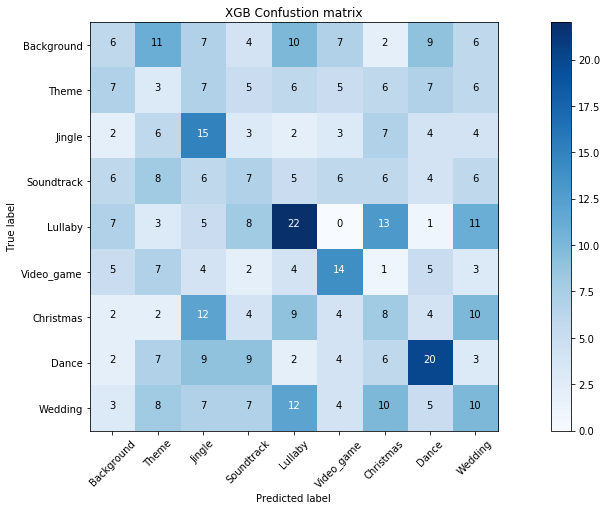 XGB Confustion matrix
Background 6 11 7 4 10 7 2 9 6
Theme 7 3 7 5 6 5 6 7 6
Jingle 2 6 15 3 2 3 7 4 4
Soundtrack 6 8 6 7 5 6 6 4 6
Lullaby 7 3 5 8 22 0 13 1 11
Video_game 5 7 4 2 4 14 1 5 3
Christmas 2 2 12 4 9 4 8 4 10
Dance 2 7 9 9 2 4 6 20 3
Wedding 3 8 7 7 12 4 10 5 10
True label
Background Theme Jingle Soundtrack Lullaby Video_game Christmas Dance Wedding
Predicted label
20.0
17.5
15.0
12.5
10.0
7.5
5.0
2.5
0.0